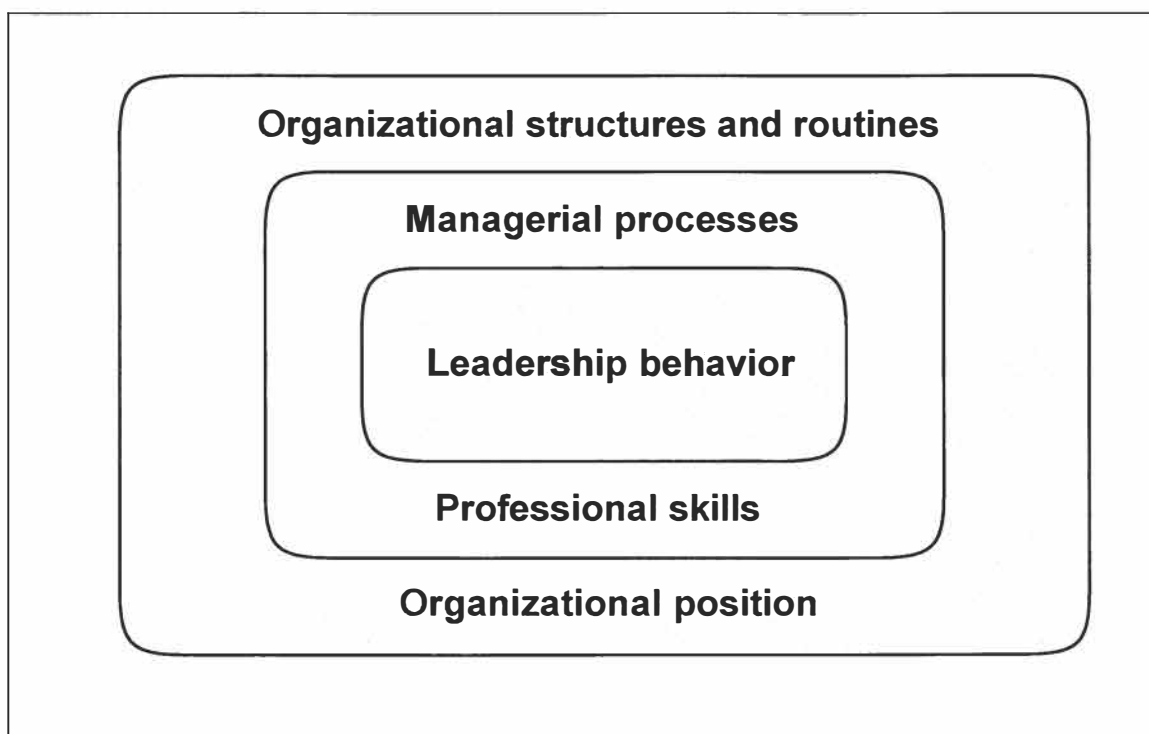 Organizational structures and routines
Managerial processes
Leadership behavior
Professional skills
Organizational position